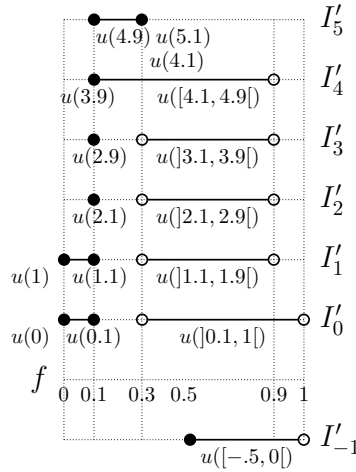 I′₅
u(4.9) u(5.1)
u(4.1)
I′₄
u(3.9) u([4.1, 4.9[)
I′₃
u(2.9) u(]3.1, 3.9[)
I′₂
u(2.1) u(]2.1, 2.9[)
I′₁
u(1) u(1.1) u(]1.1, 1.9[)
I′₀
u(0) u(0.1) u(]0.1, 1[)
f
0 0.1 0.3 0.5 0.9 1
I′₋₁
u([−.5, 0[)